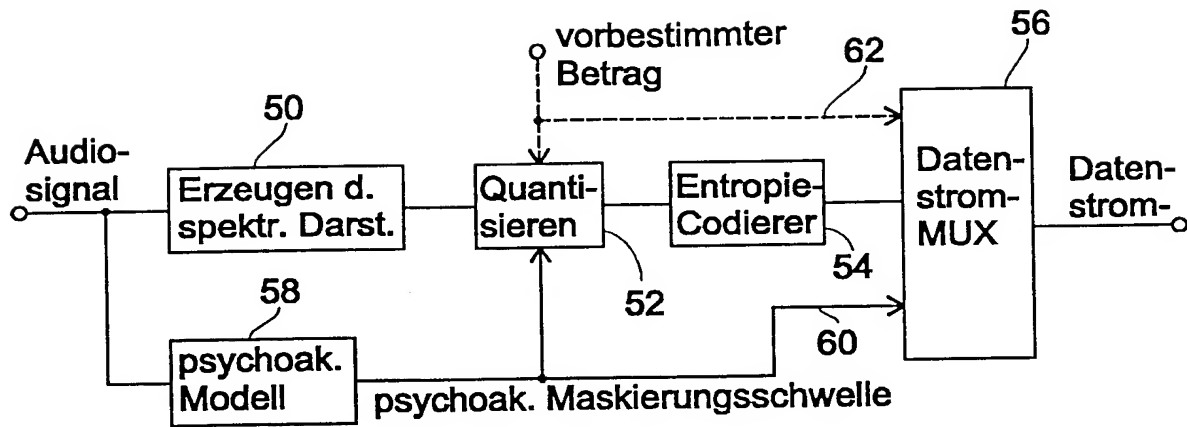 vorbestimmter
Betrag
62
56
50
Audio-
signal
Erzeugen d.
spektr. Darst.
Quanti-
sieren
52
Entropie-
Codierer
54
Daten-
strom-
MUX
Daten-
strom-
58
psychoak.
Modell
psychoak. Maskierungsschwelle
60